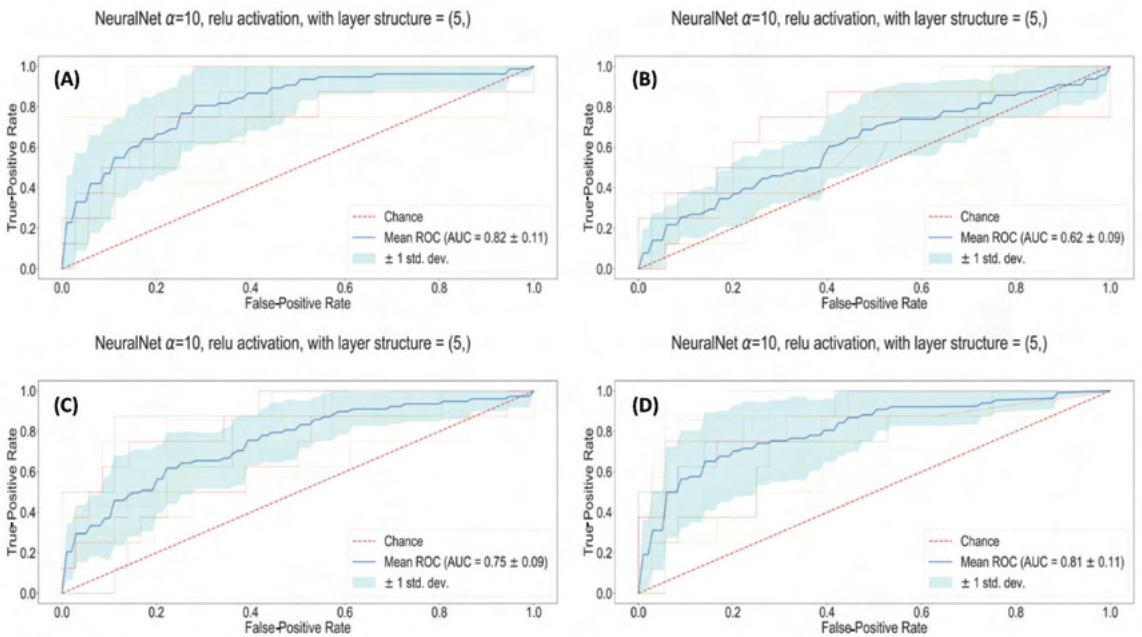 NeuralNet α=10, relu activation, with layer structure = (5,)
(A)
True-Positive Rate
1.0
0.8
0.6
0.4
0.2
0.0
Chance
Mean ROC (AUC = 0.82 ± 0.11)
± 1 std. dev.
0.0 0.2 0.4 0.6 0.8 1.0
False-Positive Rate
NeuralNet α=10, relu activation, with layer structure = (5,)
(B)
True-Positive Rate
1.0
0.8
0.6
0.4
0.2
0.0
Chance
Mean ROC (AUC = 0.62 ± 0.09)
± 1 std. dev.
0.0 0.2 0.4 0.6 0.8 1.0
False-Positive Rate
NeuralNet α=10, relu activation, with layer structure = (5,)
(C)
True-Positive Rate
1.0
0.8
0.6
0.4
0.2
0.0
Chance
Mean ROC (AUC = 0.75 ± 0.09)
± 1 std. dev.
0.0 0.2 0.4 0.6 0.8 1.0
False-Positive Rate
NeuralNet α=10, relu activation, with layer structure = (5,)
(D)
True-Positive Rate
1.0
0.8
0.6
0.4
0.2
0.0
Chance
Mean ROC (AUC = 0.81 ± 0.11)
± 1 std. dev.
0.0 0.2 0.4 0.6 0.8 1.0
False-Positive Rate